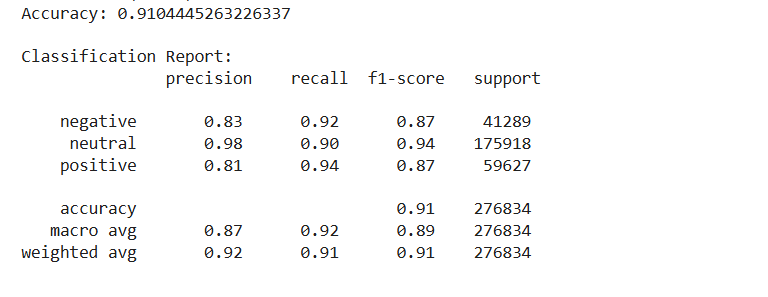 Accuracy: 0.9104445263226337
Classification Report:
precision recall f1-score support
negative 0.83 0.92 0.87 41289
neutral 0.98 0.90 0.94 175918
positive 0.81 0.94 0.87 59627
accuracy 0.91 276834
macro avg 0.87 0.92 0.89 276834
weighted avg 0.92 0.91 0.91 276834